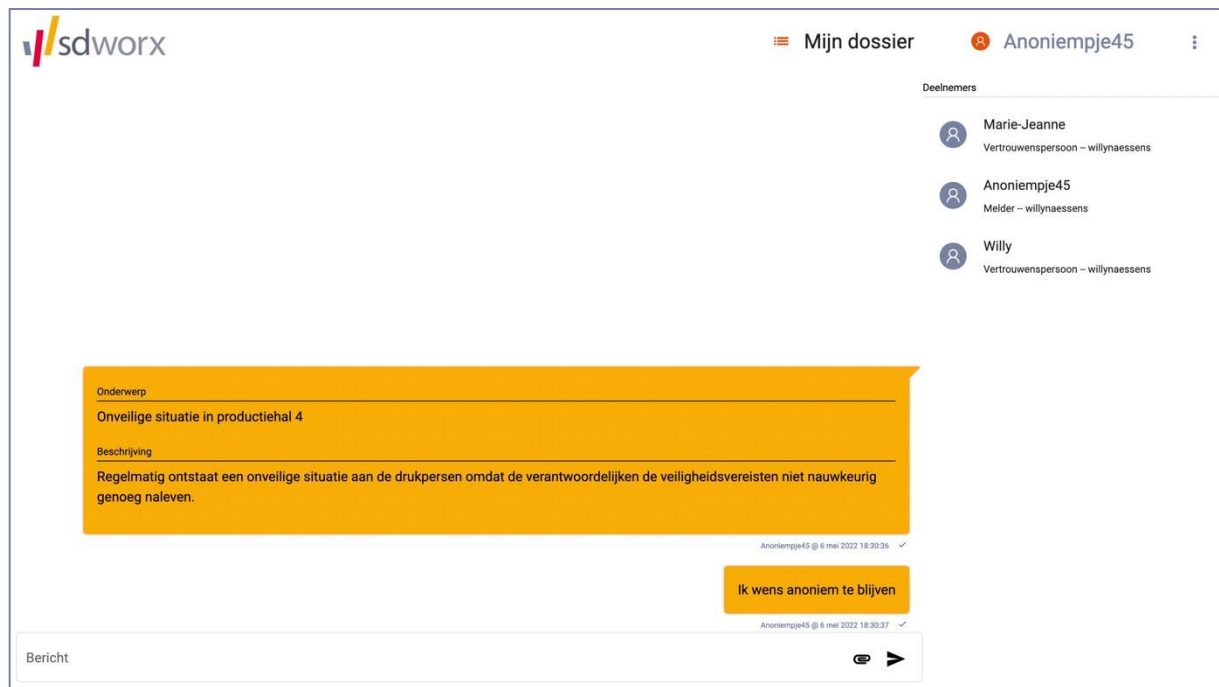 sdworx
Mijn dossier
Anoniempje45
Deelnemers
Marie-Jeanne
Vertrouwenspersoon – willynaessens
Anoniempje45
Melder – willynaessens
Willy
Vertrouwenspersoon – willynaessens
Onderwerp
Onveilige situatie in productiehal 4
Beschrijving
Regelmatig ontstaat een onveilige situatie aan de drukpersen omdat de verantwoordelijken de veiligheidsvereisten niet nauwkeurig
genoeg naleven.
Anoniempje45 @ 6 mei 2022 18:30:36
Ik wens anoniem te blijven
Anoniempje45 @ 6 mei 2022 18:30:37
Bericht